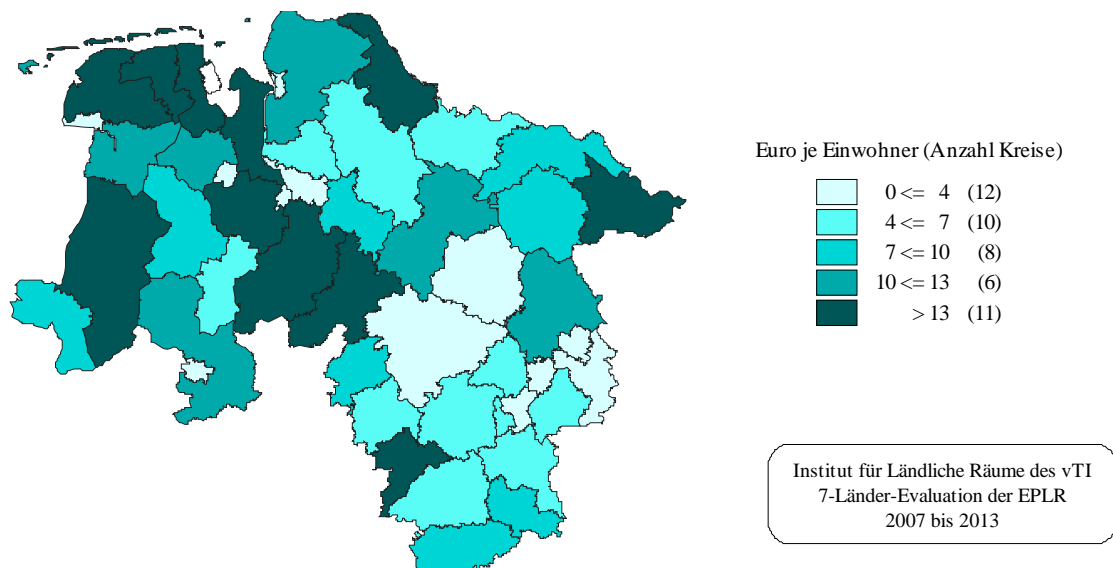 Euro je Einwohner (Anzahl Kreise)
0 <= 4 (12)
4 <= 7 (10)
7 <= 10 (8)
10 <= 13 (6)
> 13 (11)
Institut für Ländliche Räume des vTI
7-Länder-Evaluation der EPLR
2007 bis 2013